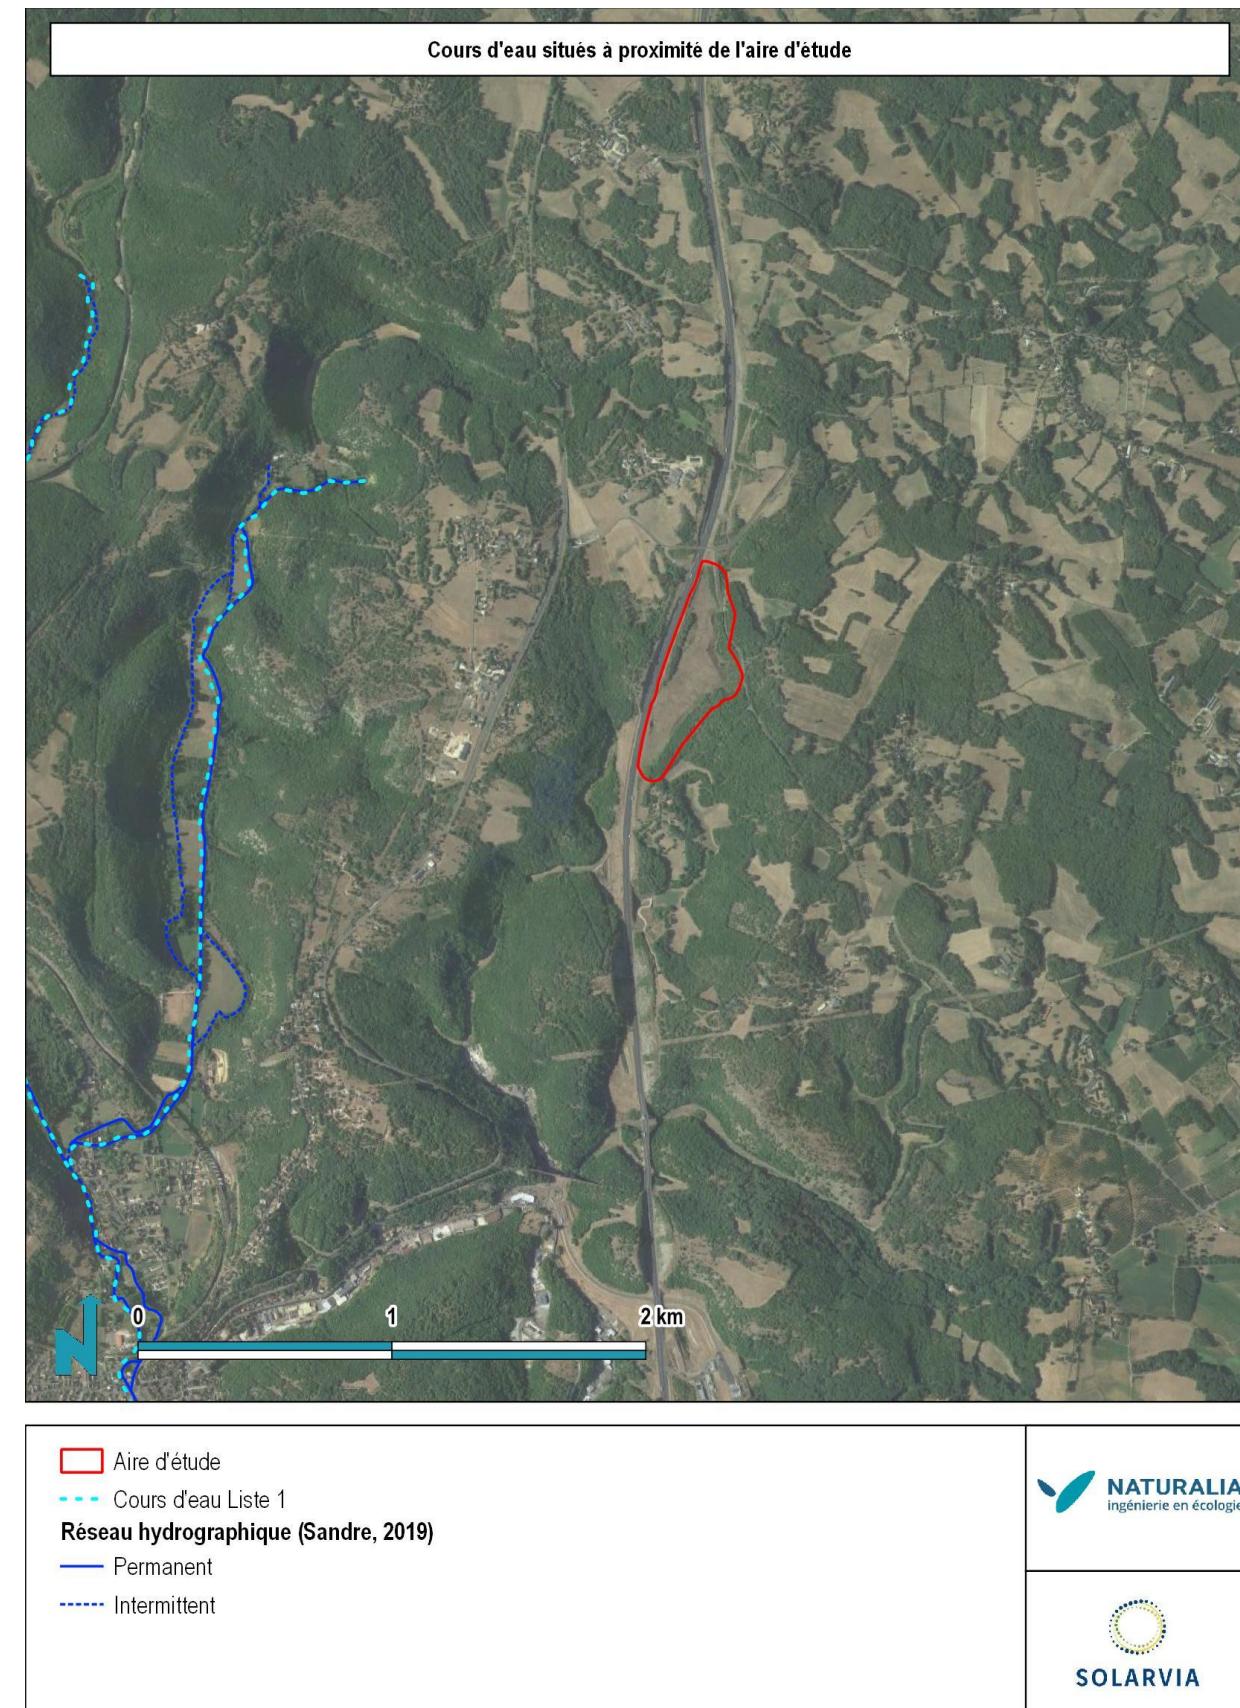 Cours d'eau situés à proximité de l'aire d'étude
0 1 2 km
N
Aire d'étude
Cours d'eau Liste 1
Réseau hydrographique (Sandre, 2019)
Permanent
Intermittent
NATURALIA
ingénierie en écologie
SOLARVIA